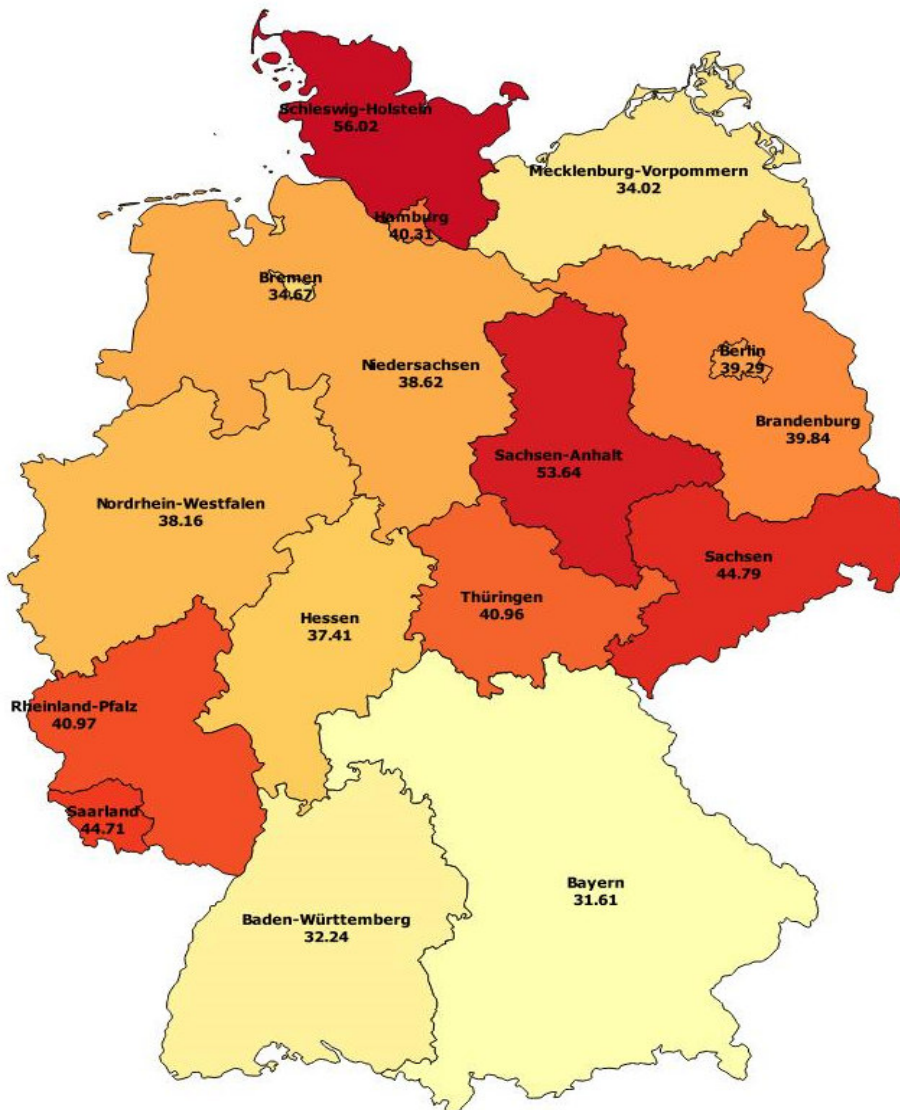 Schleswig-Holstein
56.02
Mecklenburg-Vorpommern
34.02
Hamburg
40.31
Bremen
34.67
Niedersachsen
38.62
Berlin
39.29
Brandenburg
39.84
Sachsen-Anhalt
53.64
Nordrhein-Westfalen
38.16
Sachsen
44.79
Thüringen
40.96
Hessen
37.41
Rheinland-Pfalz
40.97
Saarland
44.71
Bayern
31.61
Baden-Württemberg
32.24